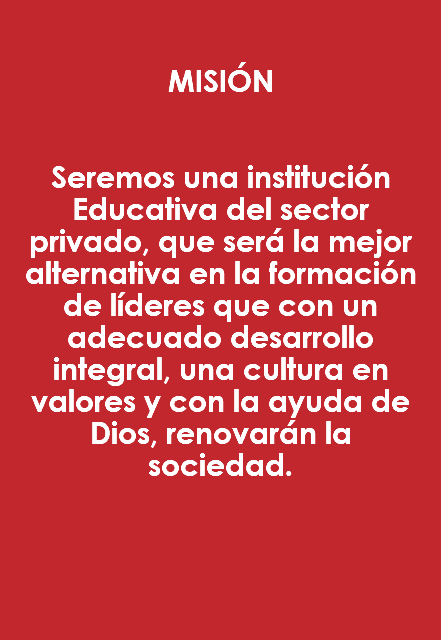 MISIÓN
Seremos una institución
Educativa del sector
privado, que será la mejor
alternativa en la formación
de líderes que con un
adecuado desarrollo
integral, una cultura en
valores y con la ayuda de
Dios, renovarán la
sociedad.